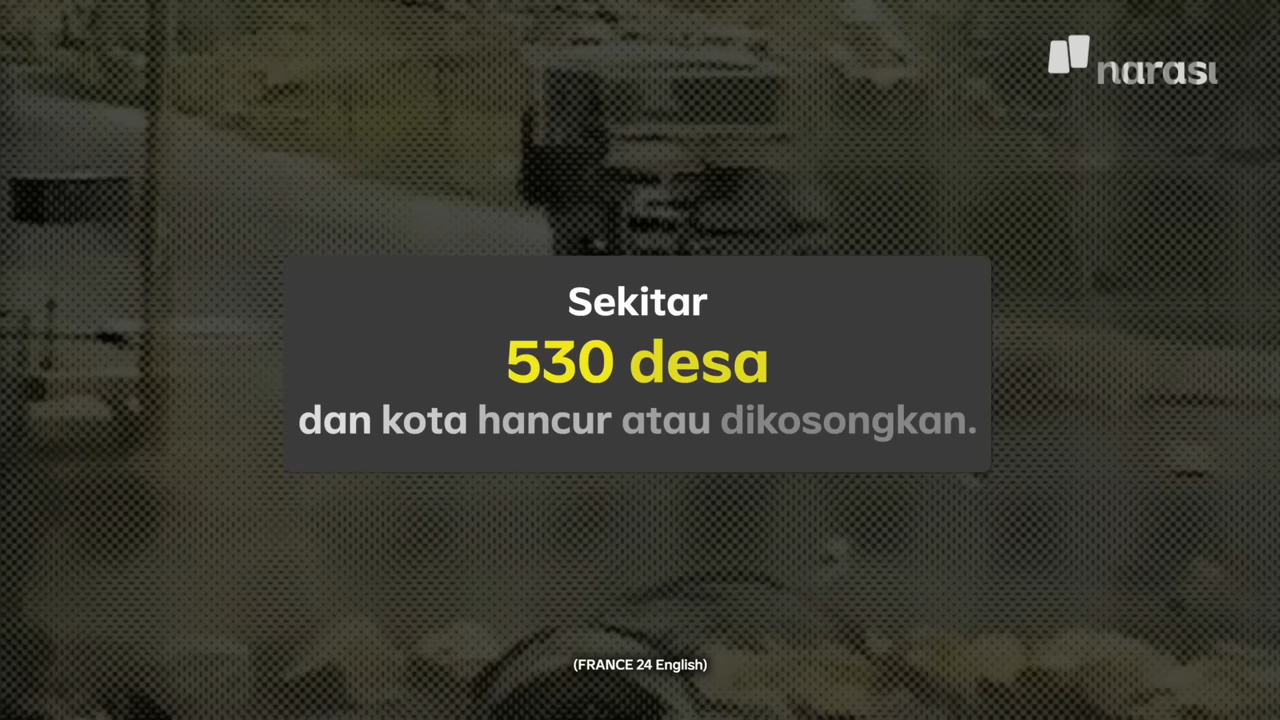 narasi
Sekitar
530 desa
dan kota hancur atau dikosongkan.
(FRANCE 24 English)